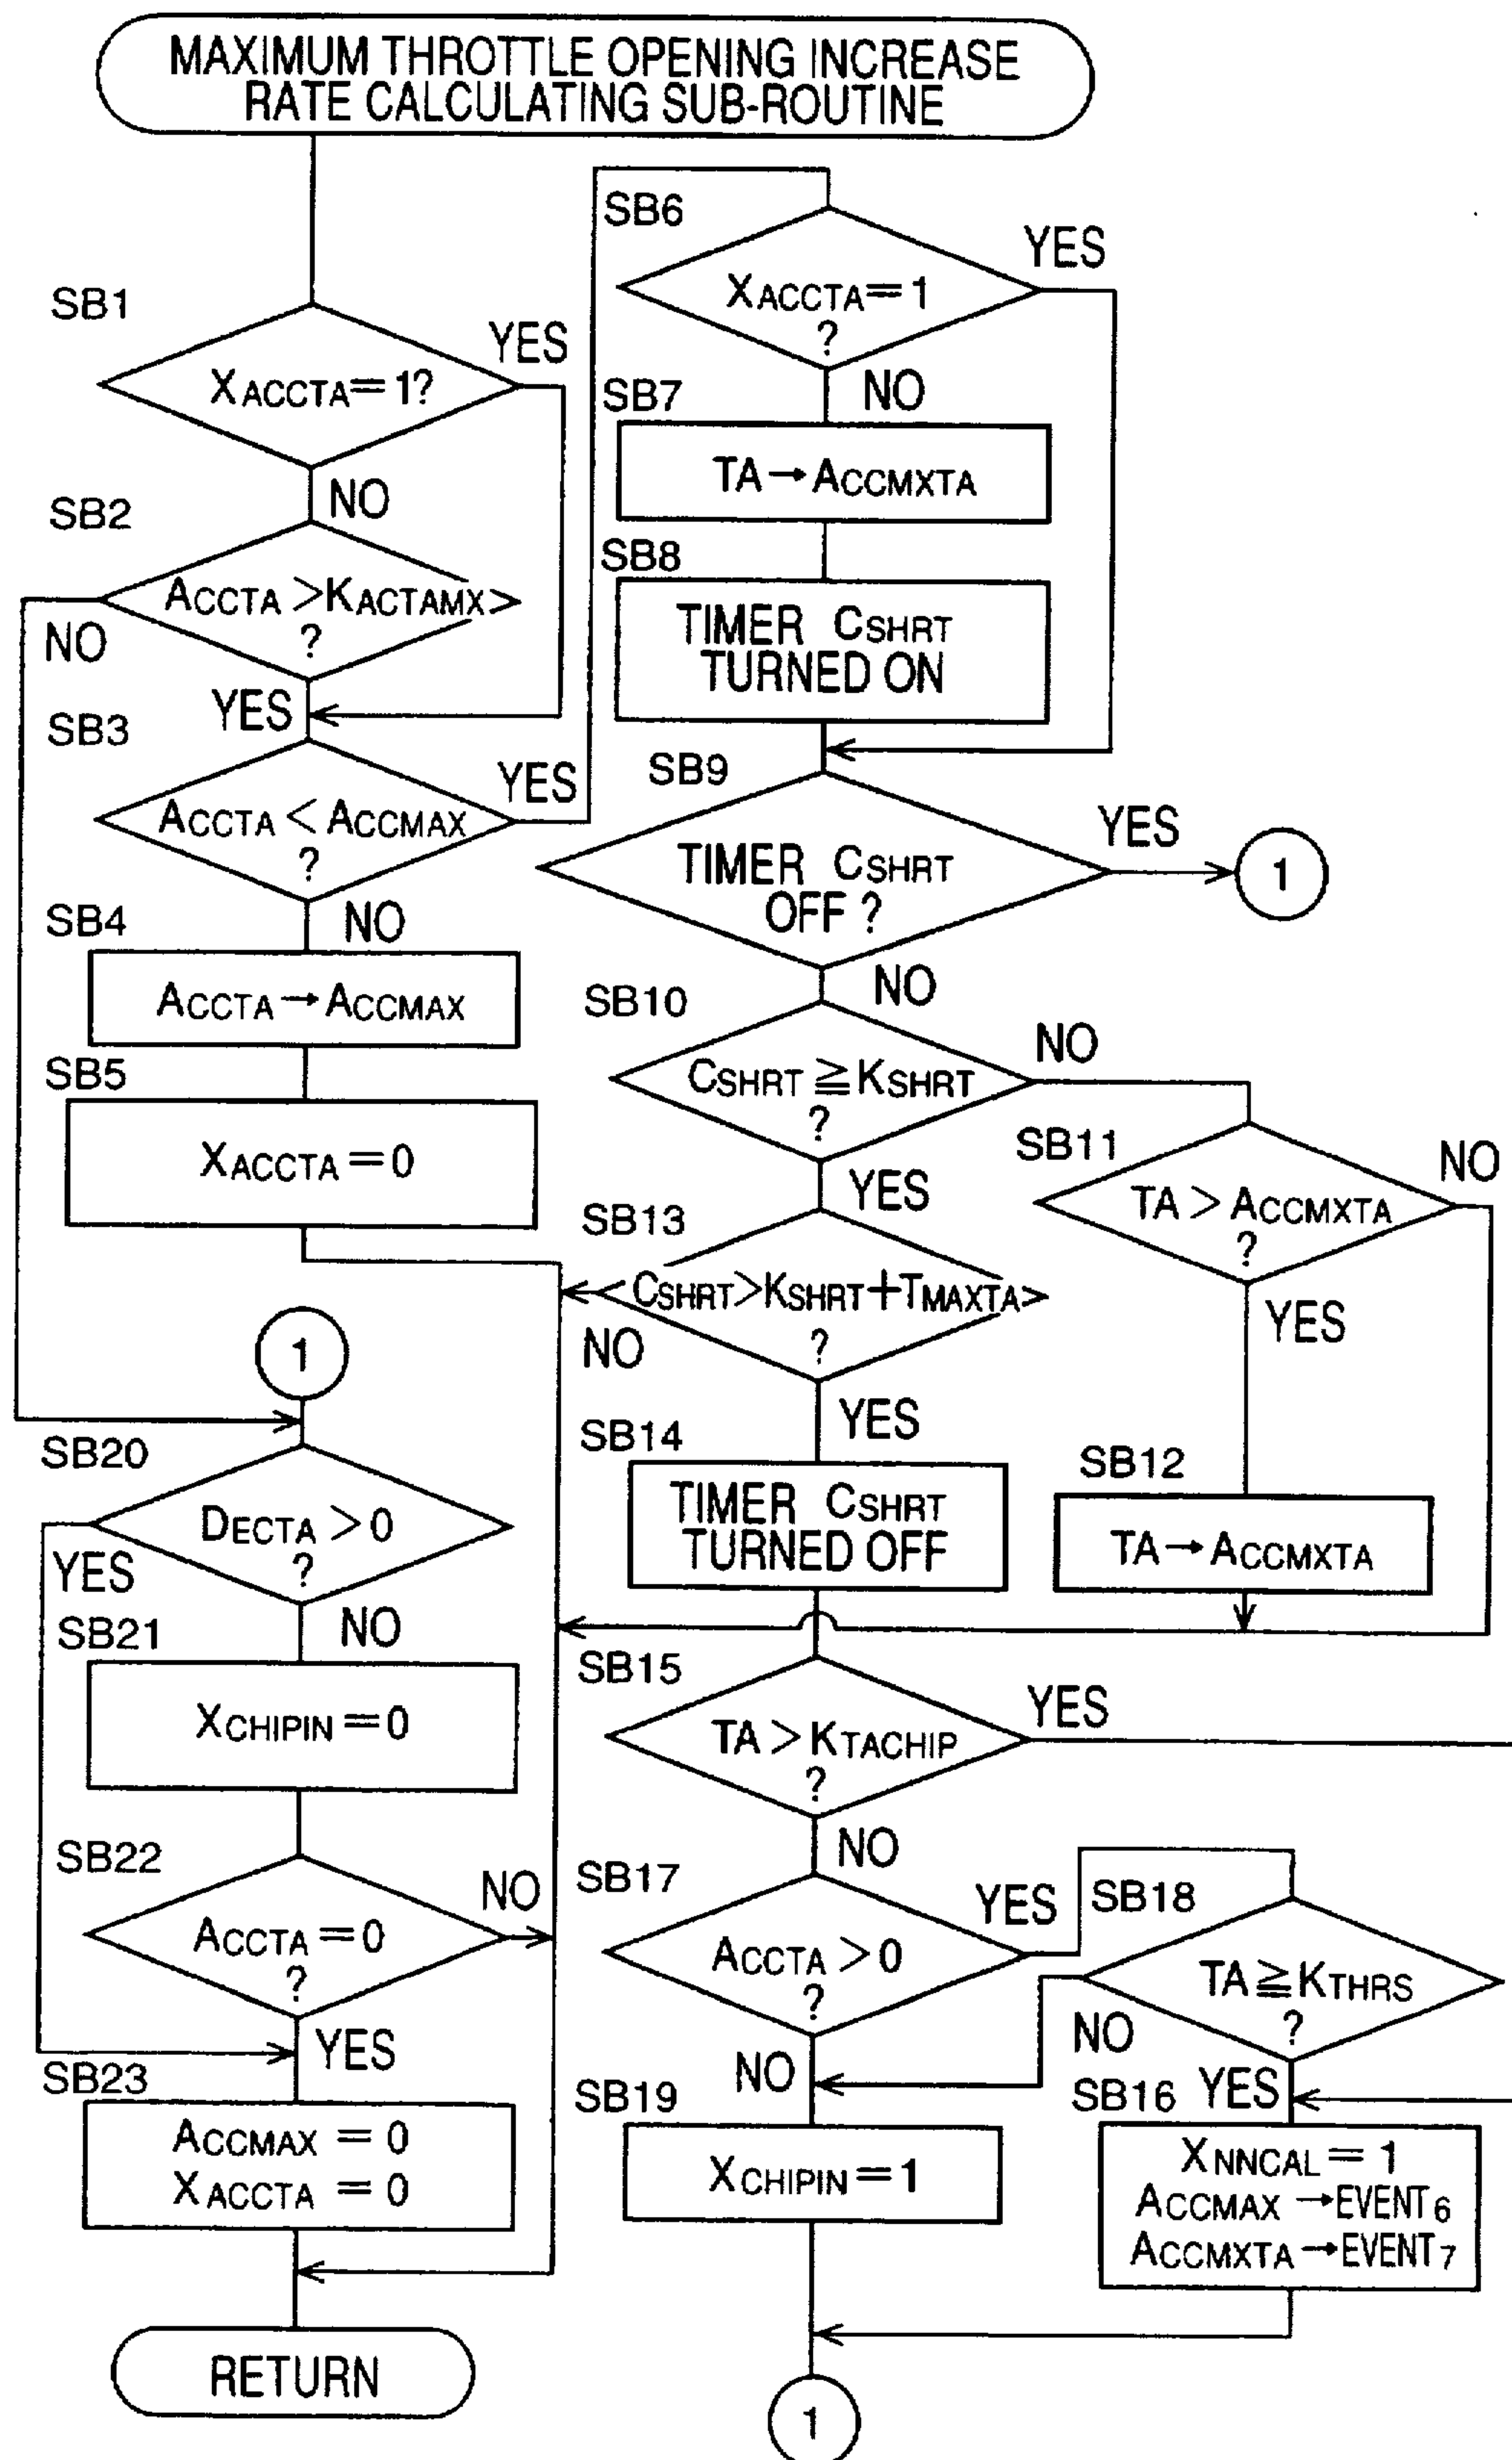 MAXIMUM THROTTLE OPENING INCREASE
RATE CALCULATING SUB-ROUTINE
SB1
XACCTA=1?
YES
NO
SB2
ACCTA>KACTAMX>
?
NO
YES
SB3
ACCTA<ACCMAX
?
YES
NO
SB4
ACCTA→ACCMAX
SB5
XACCTA=0
SB6
XACCTA=1
?
YES
NO
SB7
TA→ACCMXTA
SB8
TIMER CSHRT
TURNED ON
SB9
TIMER CSHRT
OFF?
YES
1
NO
SB10
CSHRT≧KSHRT
?
NO
YES
SB11
TA>ACCMXTA
?
NO
YES
SB12
TA→ACCMXTA
SB13
CSHRT>KSHRT+TMAXTA>
?
NO
YES
SB14
TIMER CSHRT
TURNED OFF
SB15
TA>KTACHIP
?
YES
NO
SB17
ACCTA>0
?
YES
NO
SB18
TA≧KTHRS
?
NO
YES
SB16
XNNCAL=1
ACCMAX→EVENT6
ACCMXTA→EVENT7
SB19
XCHIPIN=1
1
1
SB20
DECTA>0
?
YES
NO
SB21
XCHIPIN=0
SB22
ACCTA=0
?
NO
YES
SB23
ACCMAX=0
XACCTA=0
RETURN